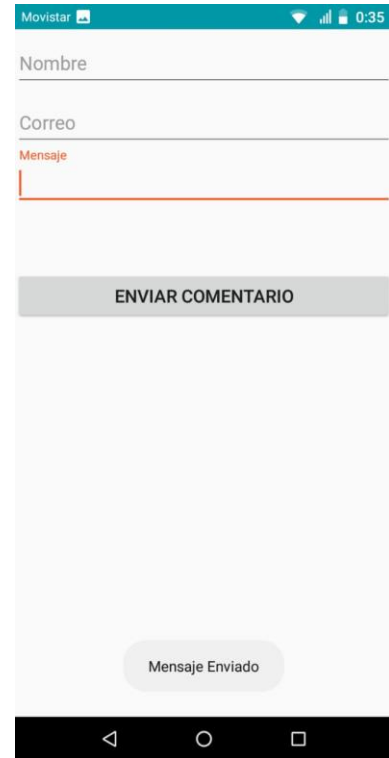 Movistar 0:35
Nombre
Correo
Mensaje
ENVIAR COMENTARIO
Mensaje Enviado